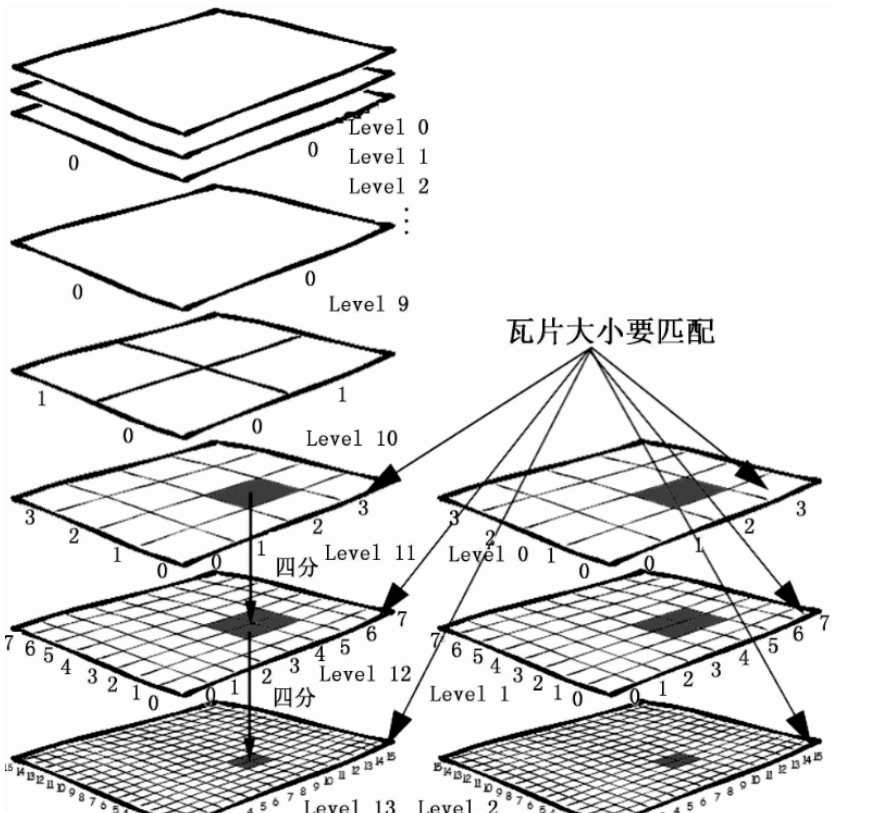 Level 0
0 0 Level 1
Level 2
⋮
0 0
Level 9
瓦片大小要匹配
1 1
0 0
Level 10
3 2 1 0 0 1 2 3
3 2 1 0 0 1 2 3
四分 Level 11 Level 0
7 6 5 4 3 2 1 0 0 1 2 3 4 5 6 7
7 6 5 4 3 2 1 0 0 1 2 3 4 5 6 7
四分 Level 12 Level 1
14 13 12 11 10 9 8 7 6 5 5 6 7 8 9 10 11 12 13 14 15
15 14 13 12 11 10 9 8 7 6 5 5 6 7 8 9 10 11 12 13 14 15
Level 13 Level 2